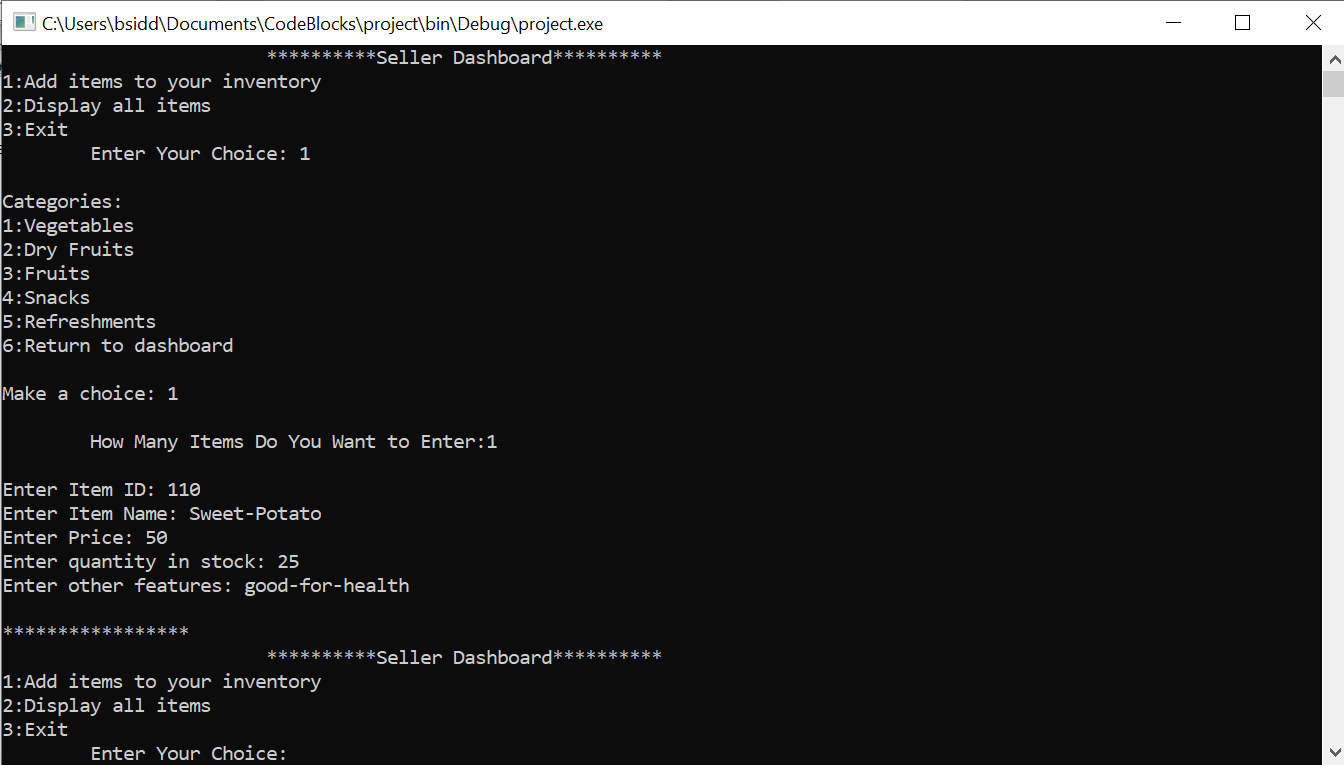 C:\Users\bsidd\Documents\CodeBlocks\project\bin\Debug\project.exe
**********Seller Dashboard**********
1:Add items to your inventory
2:Display all items
3:Exit
Enter Your Choice: 1
Categories:
1:Vegetables
2:Dry Fruits
3:Fruits
4:Snacks
5:Refreshments
6:Return to dashboard
Make a choice: 1
How Many Items Do You Want to Enter:1
Enter Item ID: 110
Enter Item Name: Sweet-Potato
Enter Price: 50
Enter quantity in stock: 25
Enter other features: good-for-health
*****************
**********Seller Dashboard**********
1:Add items to your inventory
2:Display all items
3:Exit
Enter Your Choice: